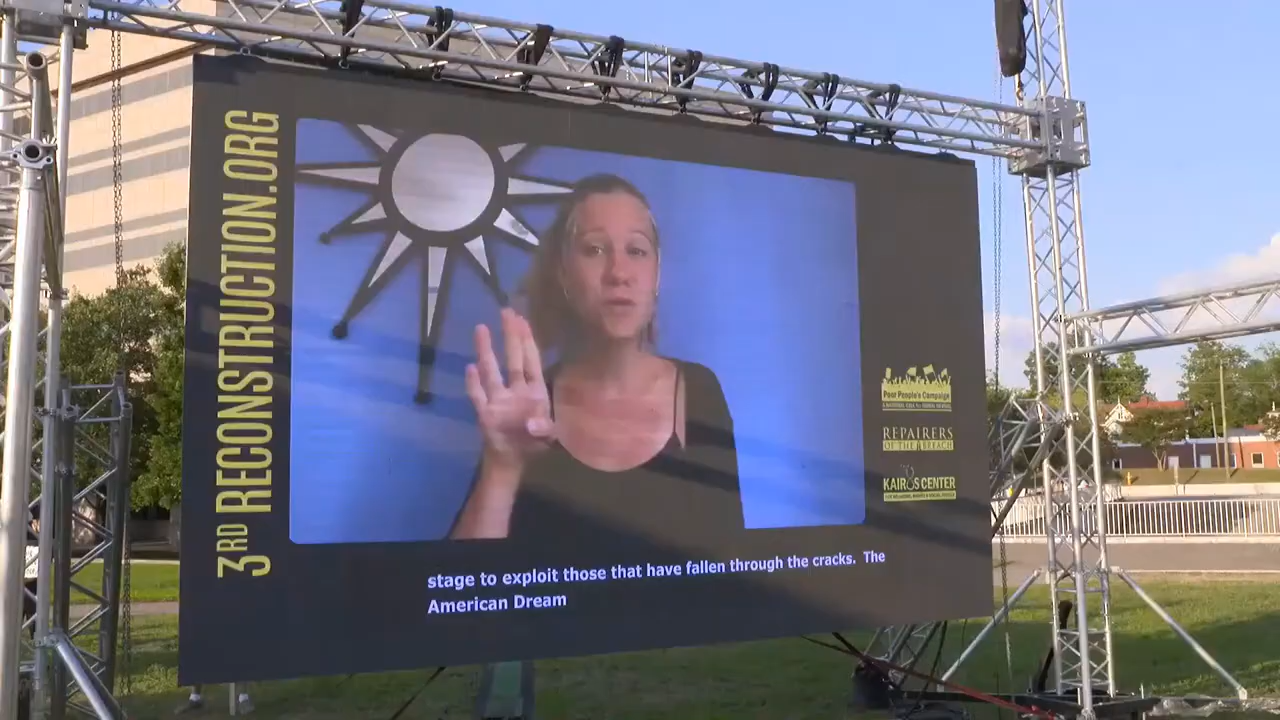 3RD RECONSTRUCTION.ORG
Poor People's Campaign
REPAIRERS
OF THE BREACH
KAIROS CENTER
stage to exploit those that have fallen through the cracks. The
American Dream